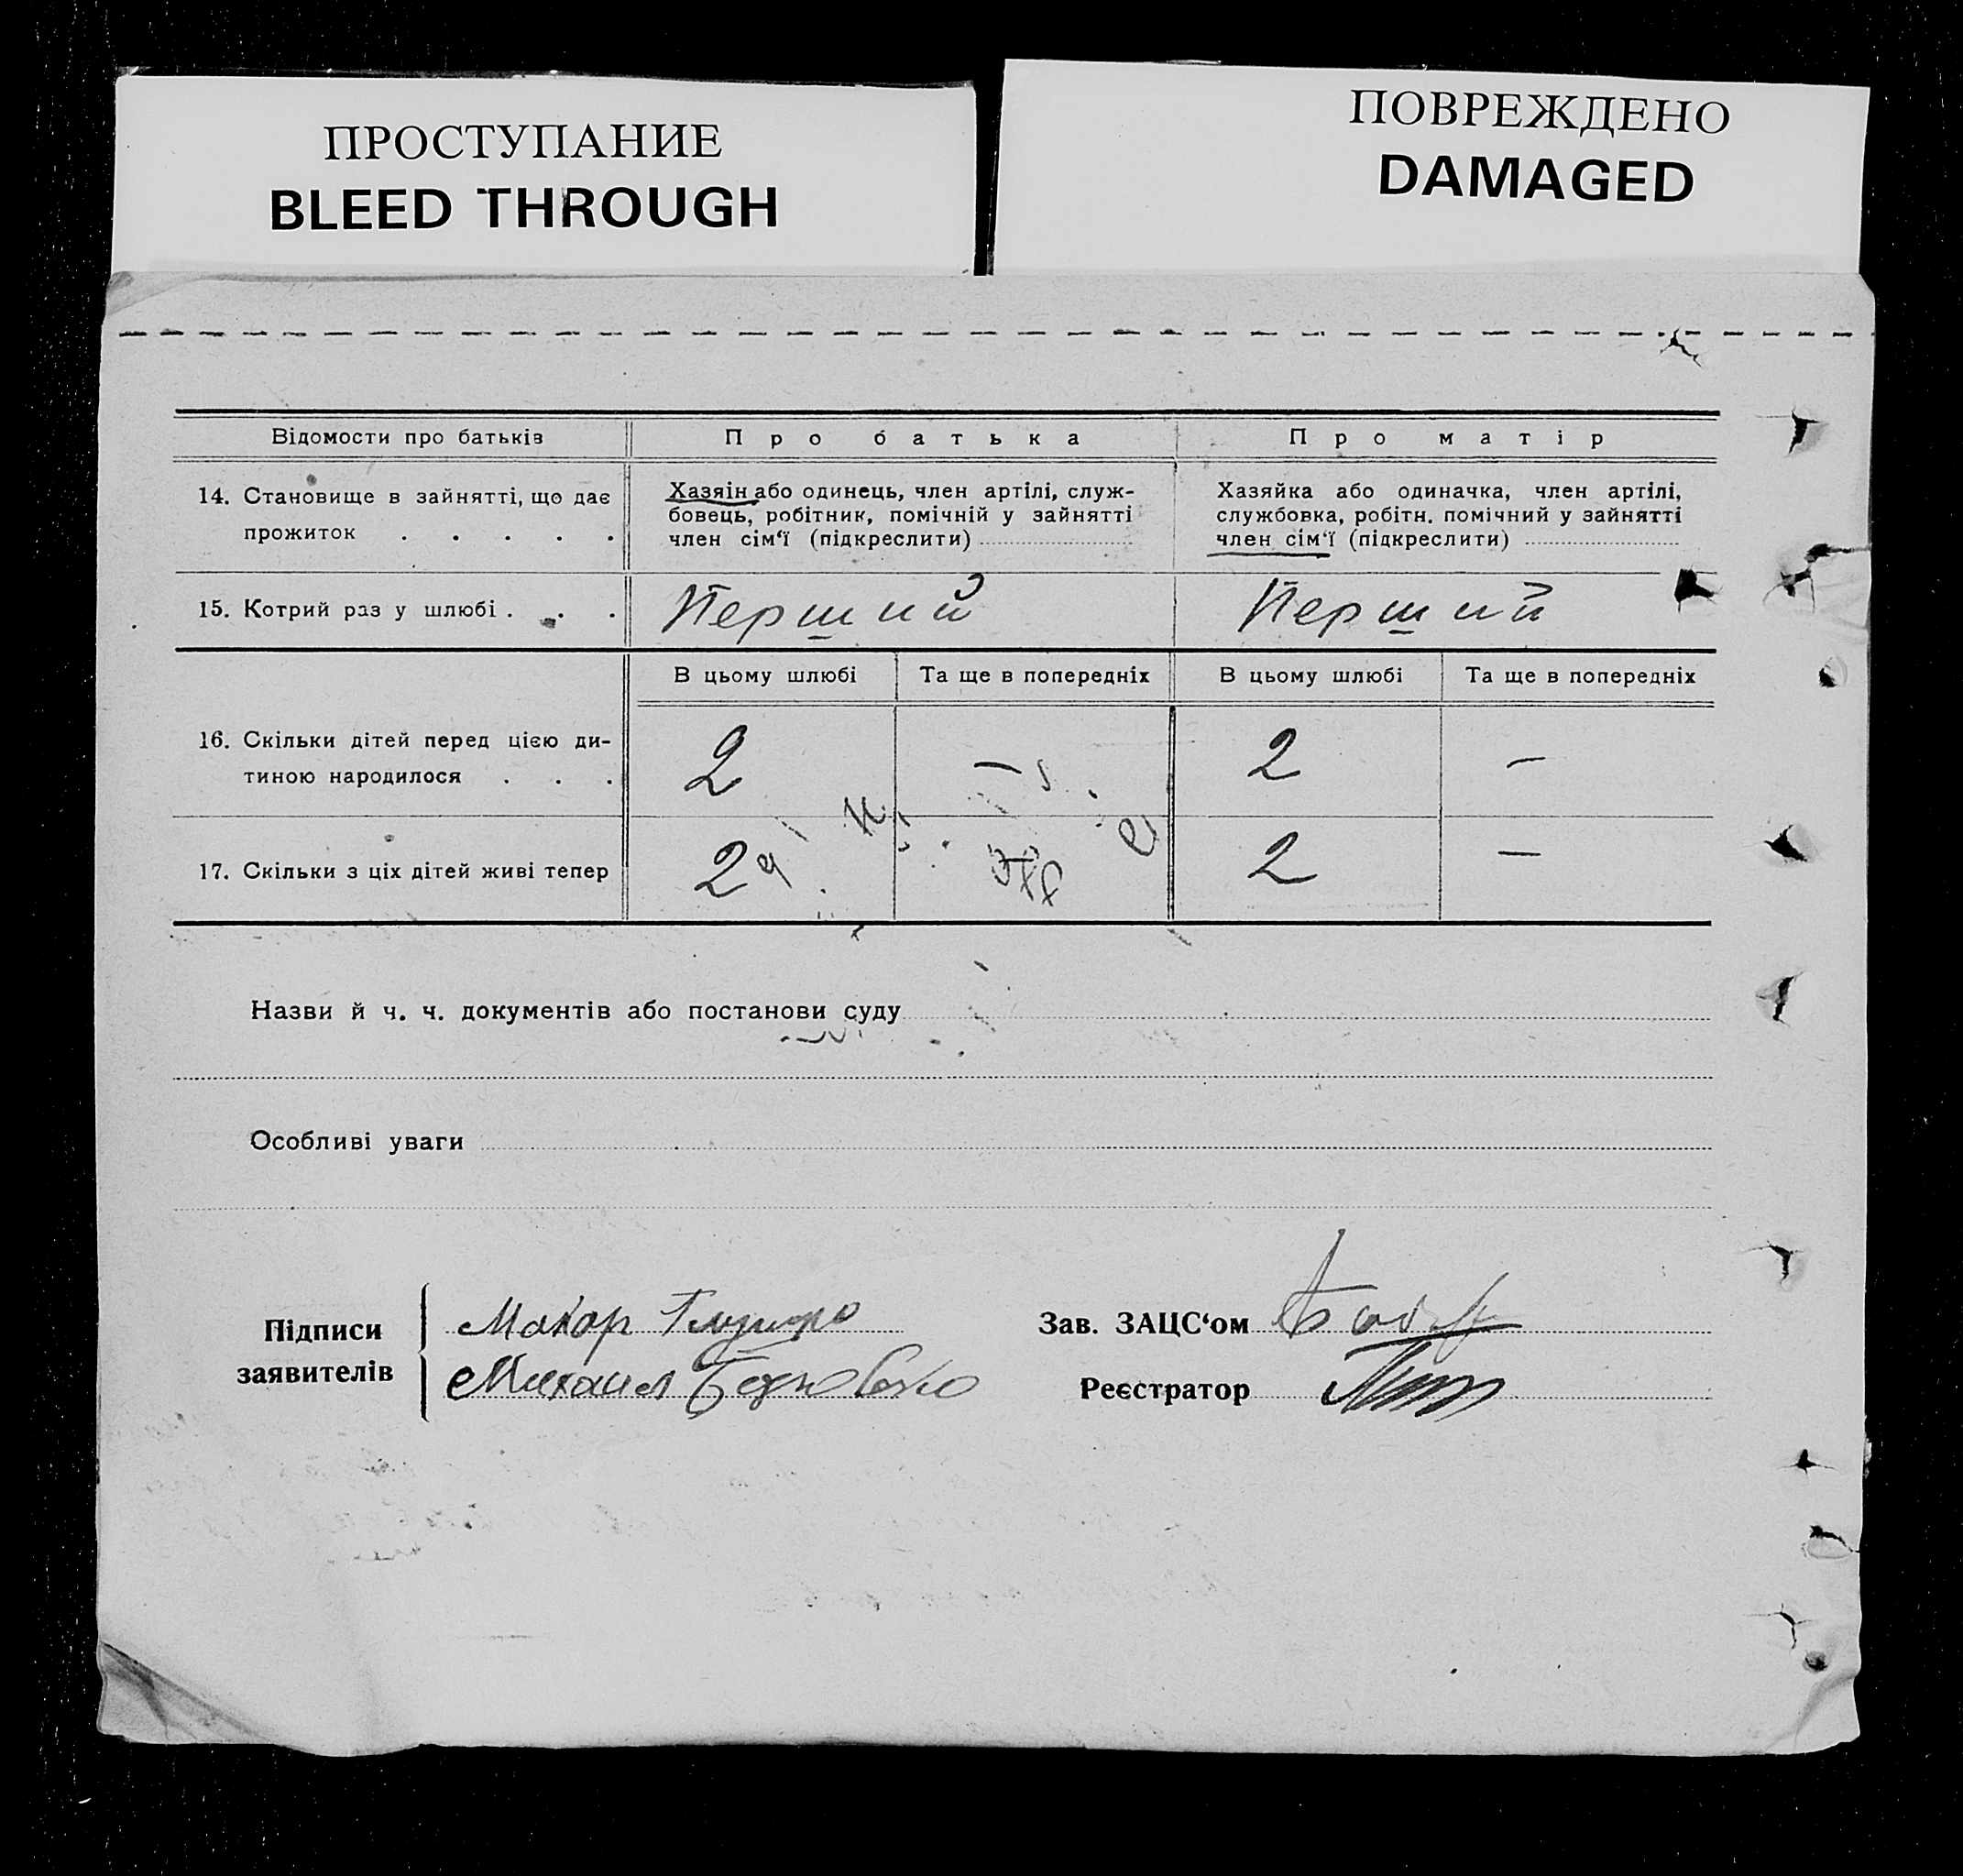 ПРОСТУПАНИЕ
BLEED THROUGH
ПОВРЕЖДЕНО
DAMAGED
Відомости про батьків
Про батька
Про матір
14. Становище в зайнятті, що дає
прожиток . . . . .
Хазяін або одинець, член артілі, служ-
бовець, робітник, помічній у зайнятті
член сім‘ї (підкреслити)
Хазяйка або одиначка, член артілі,
службовка, робітн. помічний у зайнятті
член сім‘ї (підкреслити)
15. Котрий раз у шлюбі . . .
Перший
Перший
В цьому шлюбі
Та ще в попередніх
В цьому шлюбі
Та ще в попередніх
16. Скільки дітей перед цією ди-
тиною народилося . . .
2
—
2
—
17. Скільки з ціх дітей живі тепер
2
2
—
Назви й ч. ч. документів або постанови суду
Особливі уваги
Підписи
заявителів
Макар
Михаил
Зав. ЗАЦС‘ом
Реєстратор